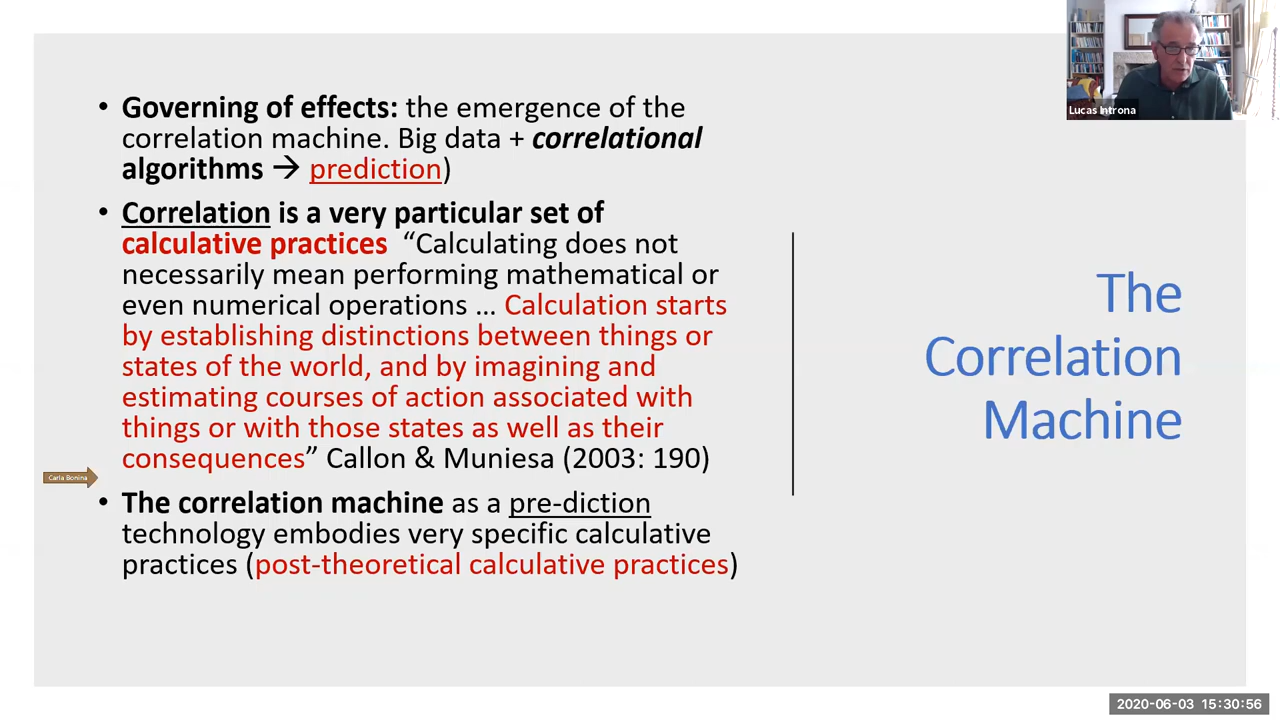 • Governing of effects: the emergence of the
correlation machine. Big data + correlational
algorithms → prediction)
• Correlation is a very particular set of
calculative practices “Calculating does not
necessarily mean performing mathematical or
even numerical operations ... Calculation starts
by establishing distinctions between things or
states of the world, and by imagining and
estimating courses of action associated with
things or with those states as well as their
consequences” Callon & Muniesa (2003: 190)
Carla Bonina
• The correlation machine as a pre-diction
technology embodies very specific calculative
practices (post-theoretical calculative practices)
The
Correlation
Machine
Lucas Introna
2020-06-03 15:30:56